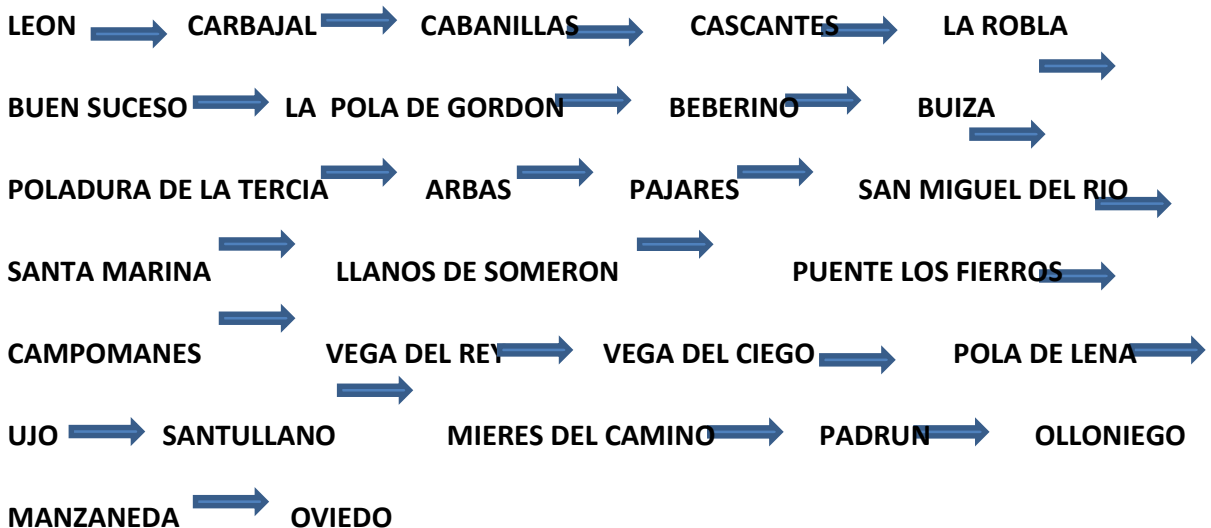 LEON CARBAJAL CABANILLAS CASCANTES LA ROBLA
BUEN SUCESO LA POLA DE GORDON BEBERINO BUIZA
POLADURA DE LA TERCIA ARBAS PAJARES SAN MIGUEL DEL RIO
SANTA MARINA LLANOS DE SOMERON PUENTE LOS FIERROS
CAMPOMANES VEGA DEL REY VEGA DEL CIEGO POLA DE LENA
UJO SANTULLANO MIERES DEL CAMINO PADRUN OLLONIEGO
MANZANEDA OVIEDO